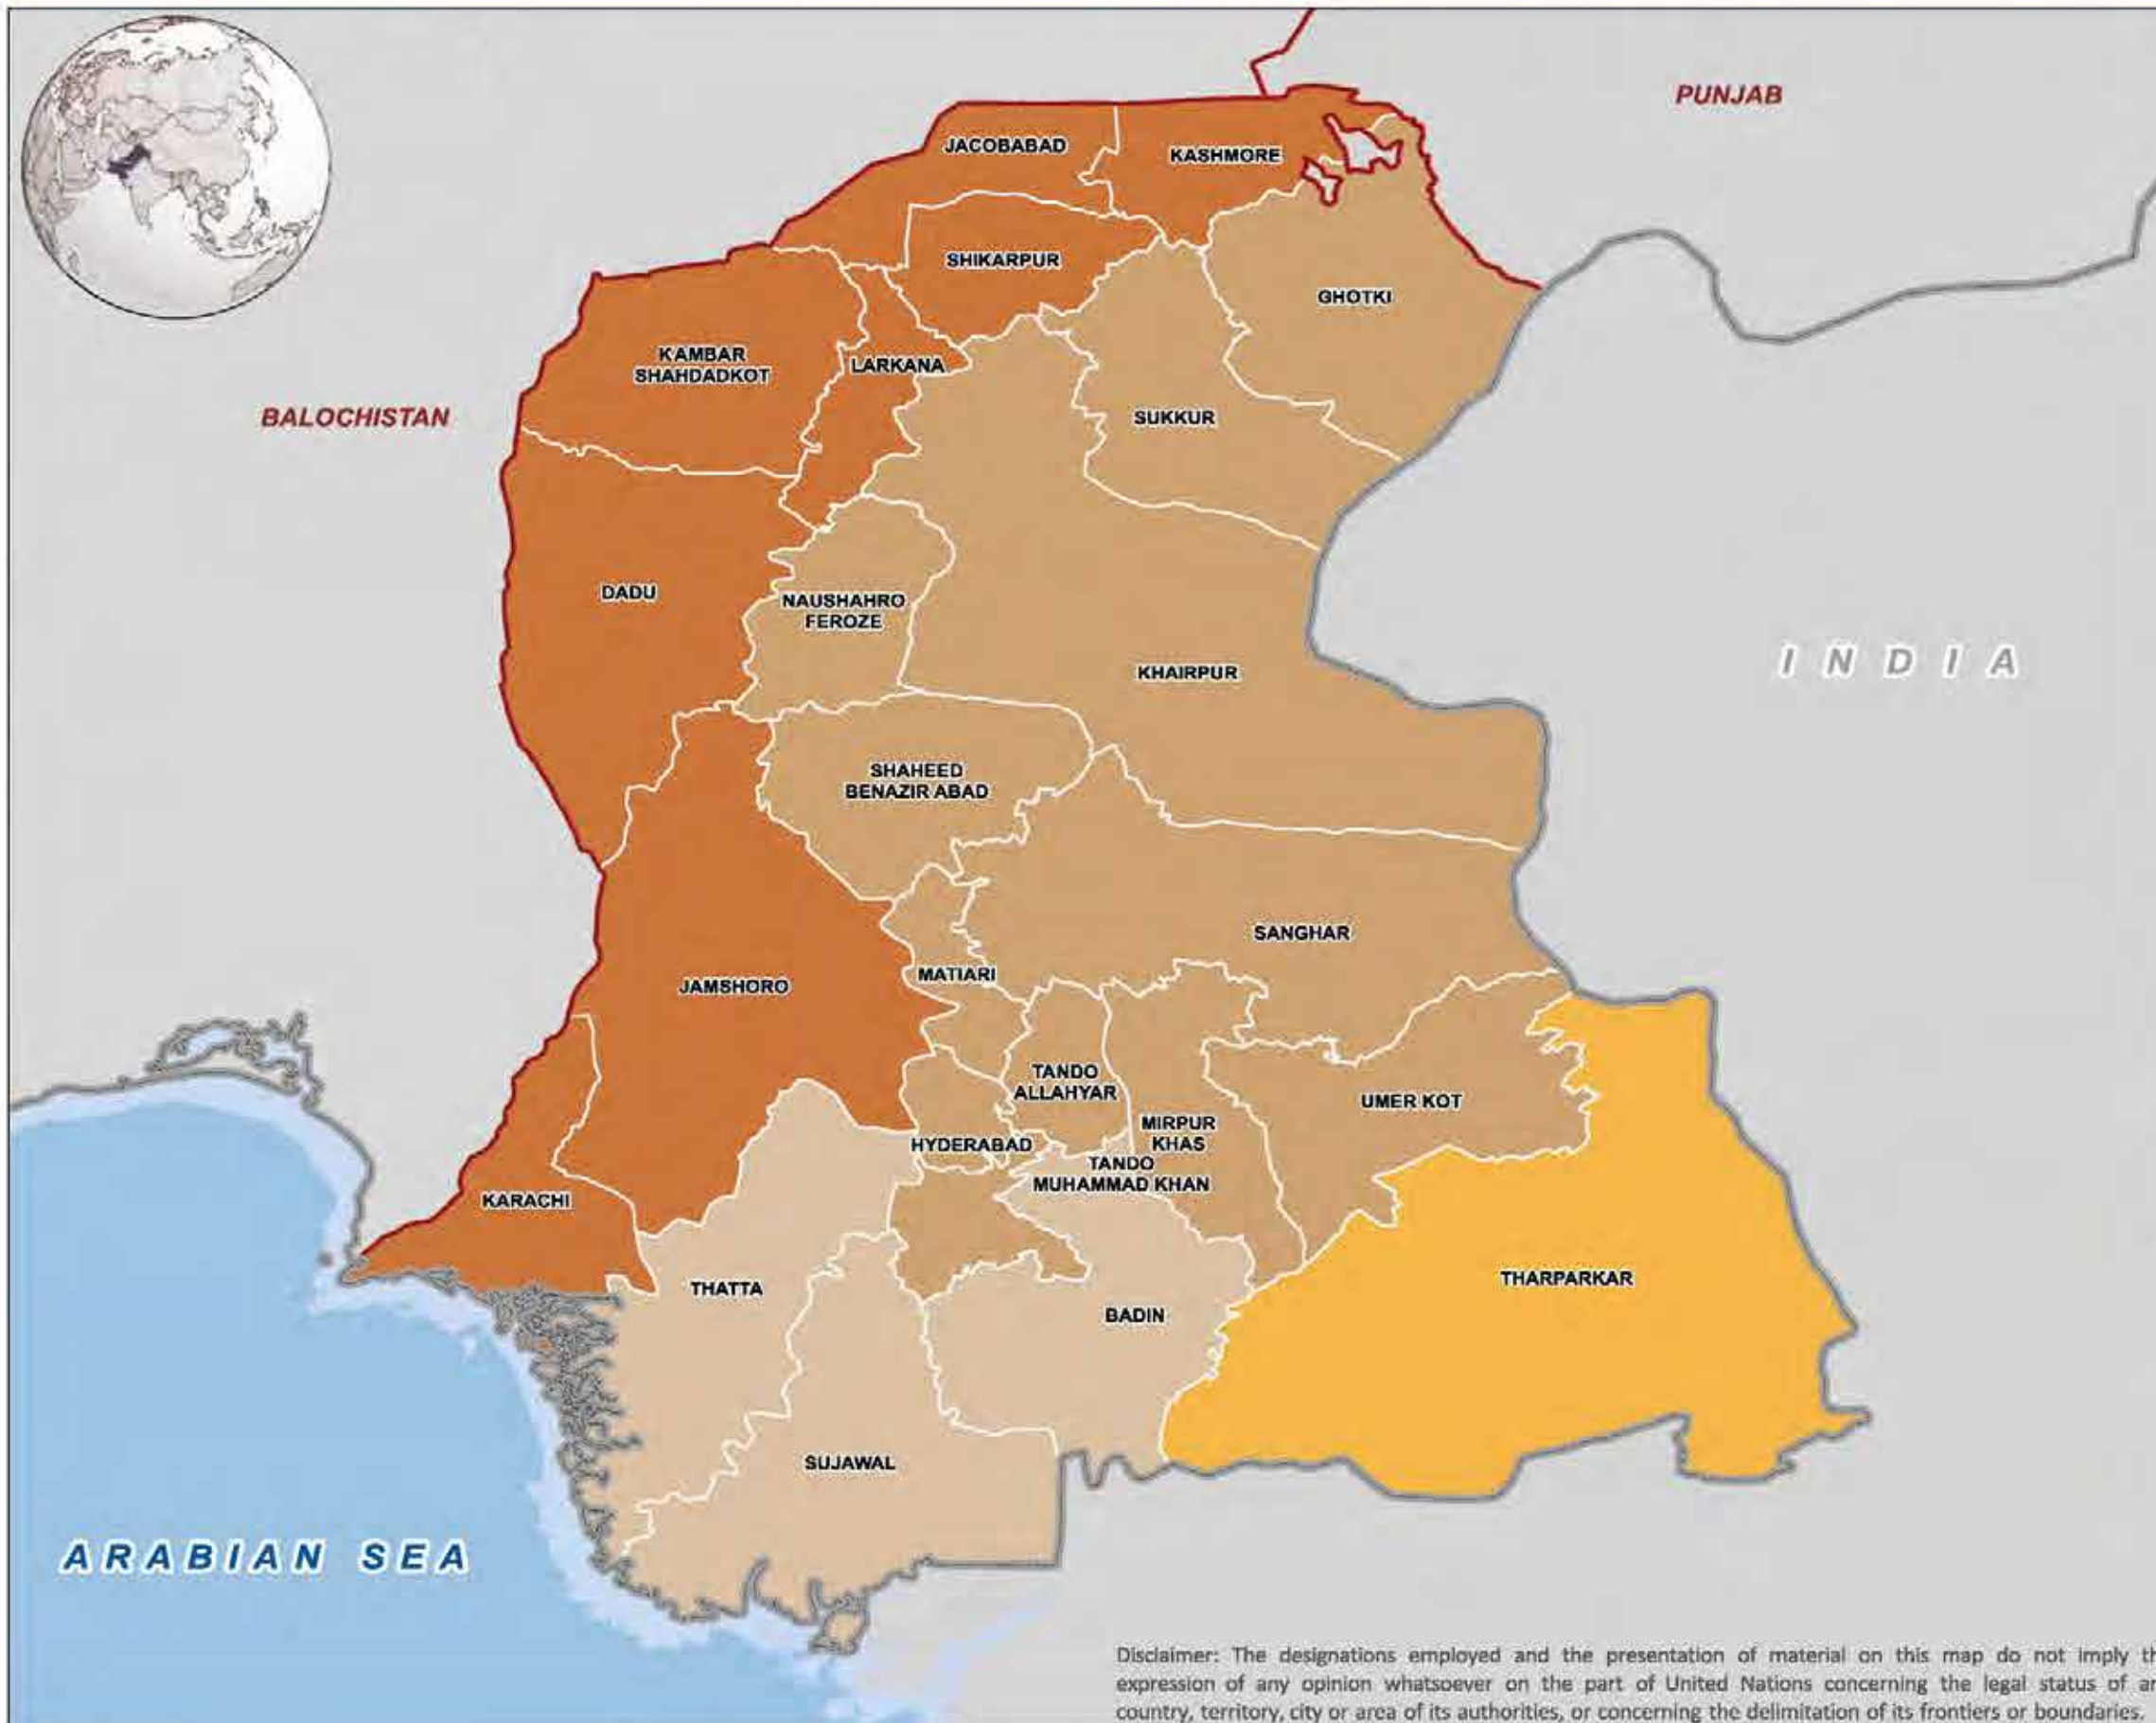 PUNJAB
JACOBABAD
KASHMORE
SHIKARPUR
GHOTKI
KAMBAR
SHAHDADKOT
LARKANA
BALOCHISTAN
SUKKUR
DADU
NAUSHAHRO
FEROZE
INDIA
KHAIRPUR
SHAHEED
BENAZIR ABAD
SANGHAR
MATIARI
JAMSHORO
TANDO
ALLAHYAR
UMER KOT
MIRPUR
KHAS
HYDERABAD
TANDO
MUHAMMAD KHAN
KARACHI
THARPARKAR
THATTA
BADIN
SUJAWAL
ARABIAN SEA
Disclaimer: The designations employed and the presentation of material on this map do not imply th
expression of any opinion whatsoever on the part of United Nations concerning the legal status of an
country, territory, city or area of its authorities, or concerning the delimitation of its frontiers or boundaries.